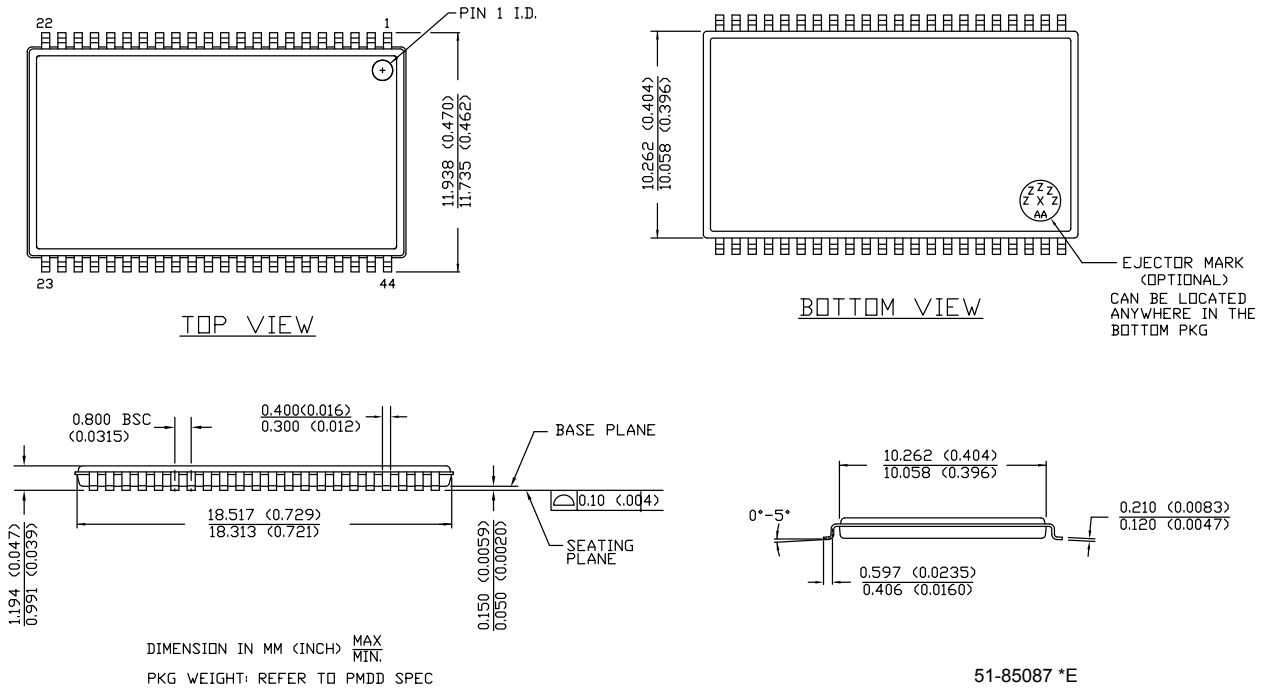 22 1
PIN 1 I.D.
11.938 (0.470)
11.735 (0.462)
23 44
TOP VIEW
10.262 (0.404)
10.058 (0.396)
Z Z Z
Z X Z
AA
EJECTOR MARK
(OPTIONAL)
CAN BE LOCATED
ANYWHERE IN THE
BOTTOM PKG
BOTTOM VIEW
0.800 BSC
(0.0315)
0.400(0.016)
0.300 (0.012)
BASE PLANE
0.10 (.004)
18.517 (0.729)
18.313 (0.721)
SEATING
PLANE
1.194 (0.047)
0.991 (0.039)
0.150 (0.0059)
0.050 (0.0020)
10.262 (0.404)
10.058 (0.396)
0°-5°
0.210 (0.0083)
0.120 (0.0047)
0.597 (0.0235)
0.406 (0.0160)
DIMENSION IN MM (INCH) MAX
MIN.
PKG WEIGHT: REFER TO PMDD SPEC
51-85087 *E